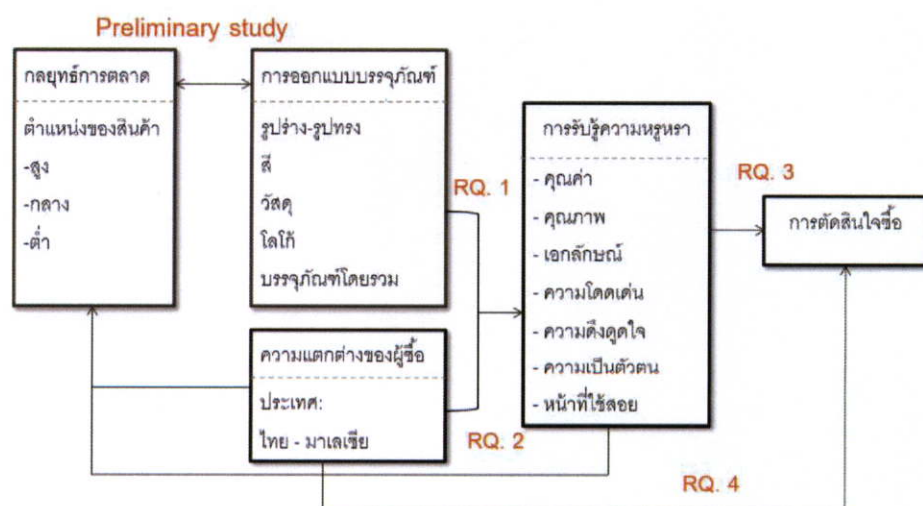 Preliminary study
กลยุทธ์การตลาด
ตำแหน่งของสินค้า
-สูง
-กลาง
-ต่ำ
การออกแบบบรรจุภัณฑ์
รูปร่าง-รูปทรง
สี
วัสดุ
โลโก้
บรรจุภัณฑ์โดยรวม
RQ. 1
ความแตกต่างของผู้ซื้อ
ประเทศ:
ไทย - มาเลเซีย
RQ. 2
การรับรู้ความหรูหรา
- คุณค่า
- คุณภาพ
- เอกลักษณ์
- ความโดดเด่น
- ความดึงดูดใจ
- ความเป็นตัวตน
- หน้าที่ใช้สอย
RQ. 3
การตัดสินใจซื้อ
RQ. 4